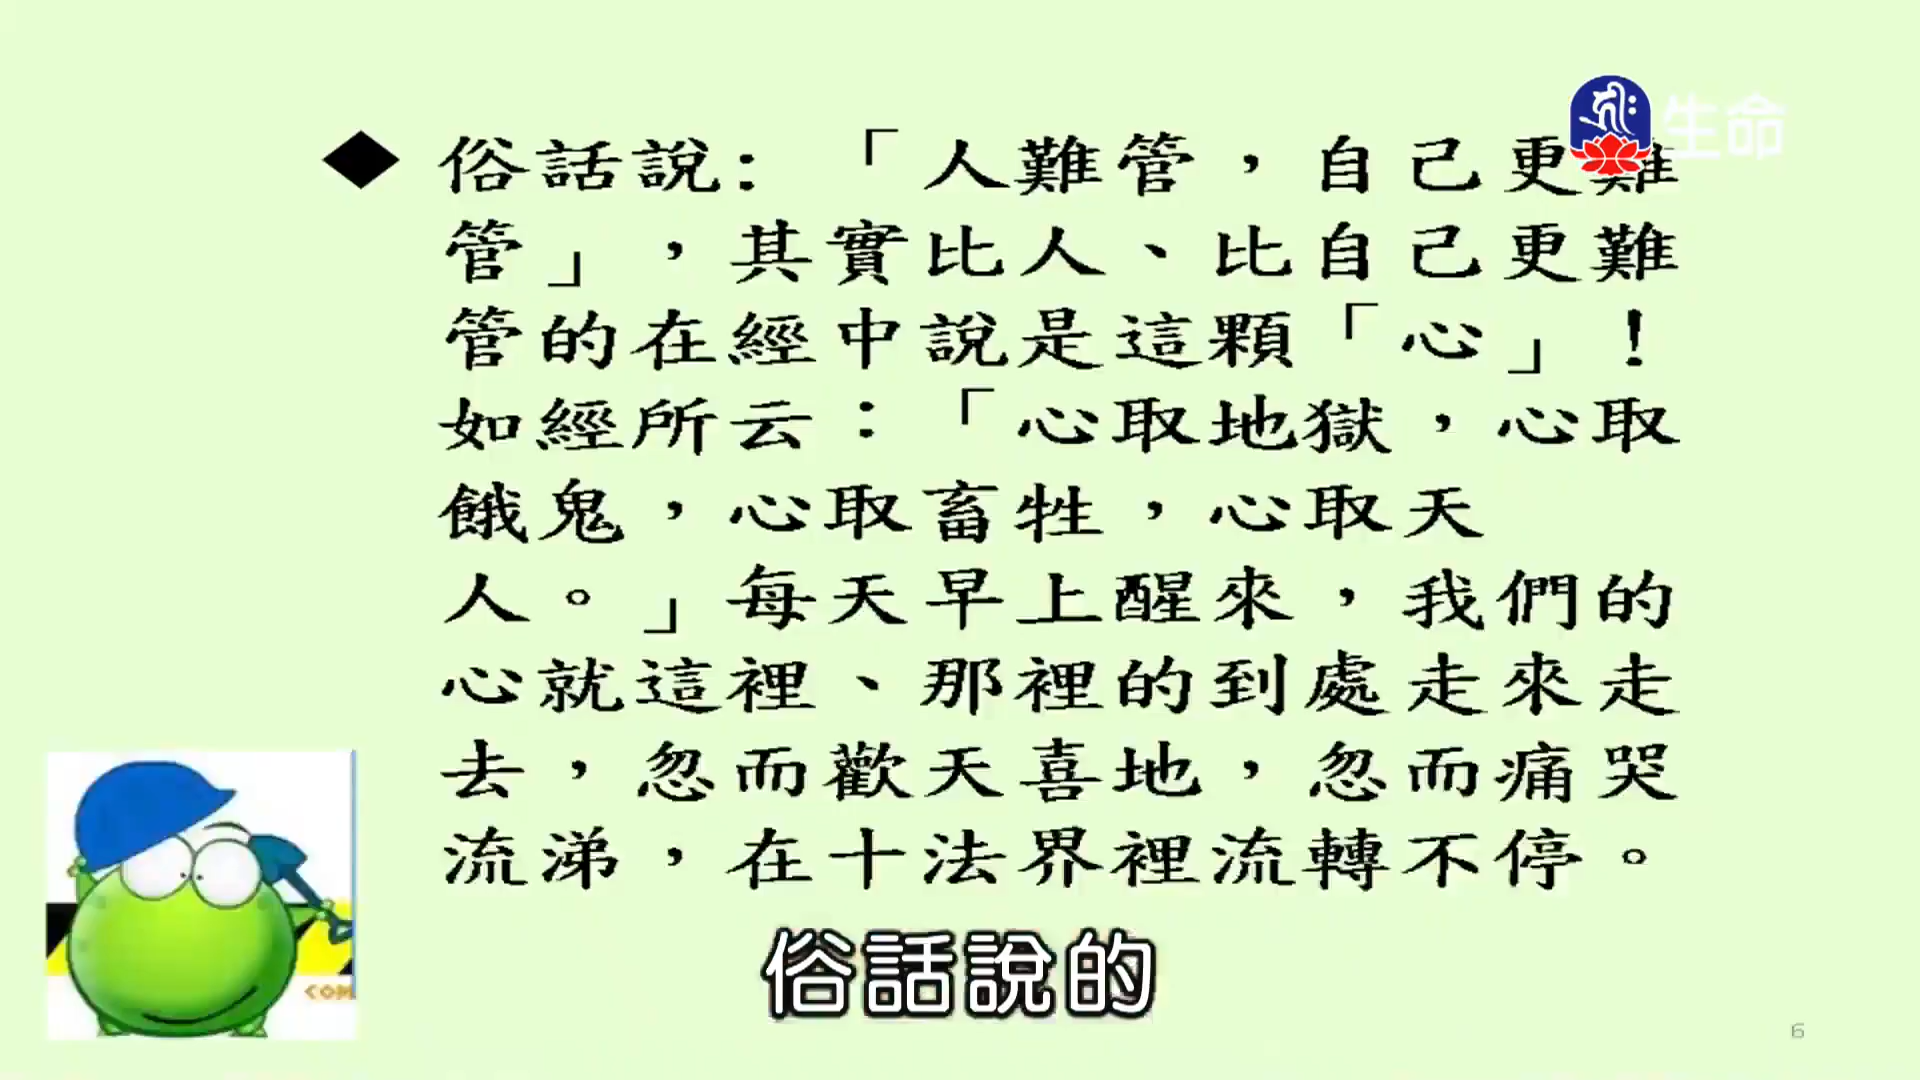 生命
◆ 俗話說：「人難管，自己更難
管」，其實比人、比自己更難
管的在經中說是這顆「心」！
如經所云：「心取地獄，心取
餓鬼，心取畜牲，心取天
人。」每天早上醒來，我們的
心就這裡、那裡的到處走來走
去，忽而歡天喜地，忽而痛哭
流涕，在十法界裡流轉不停。
COM
俗話說的
6